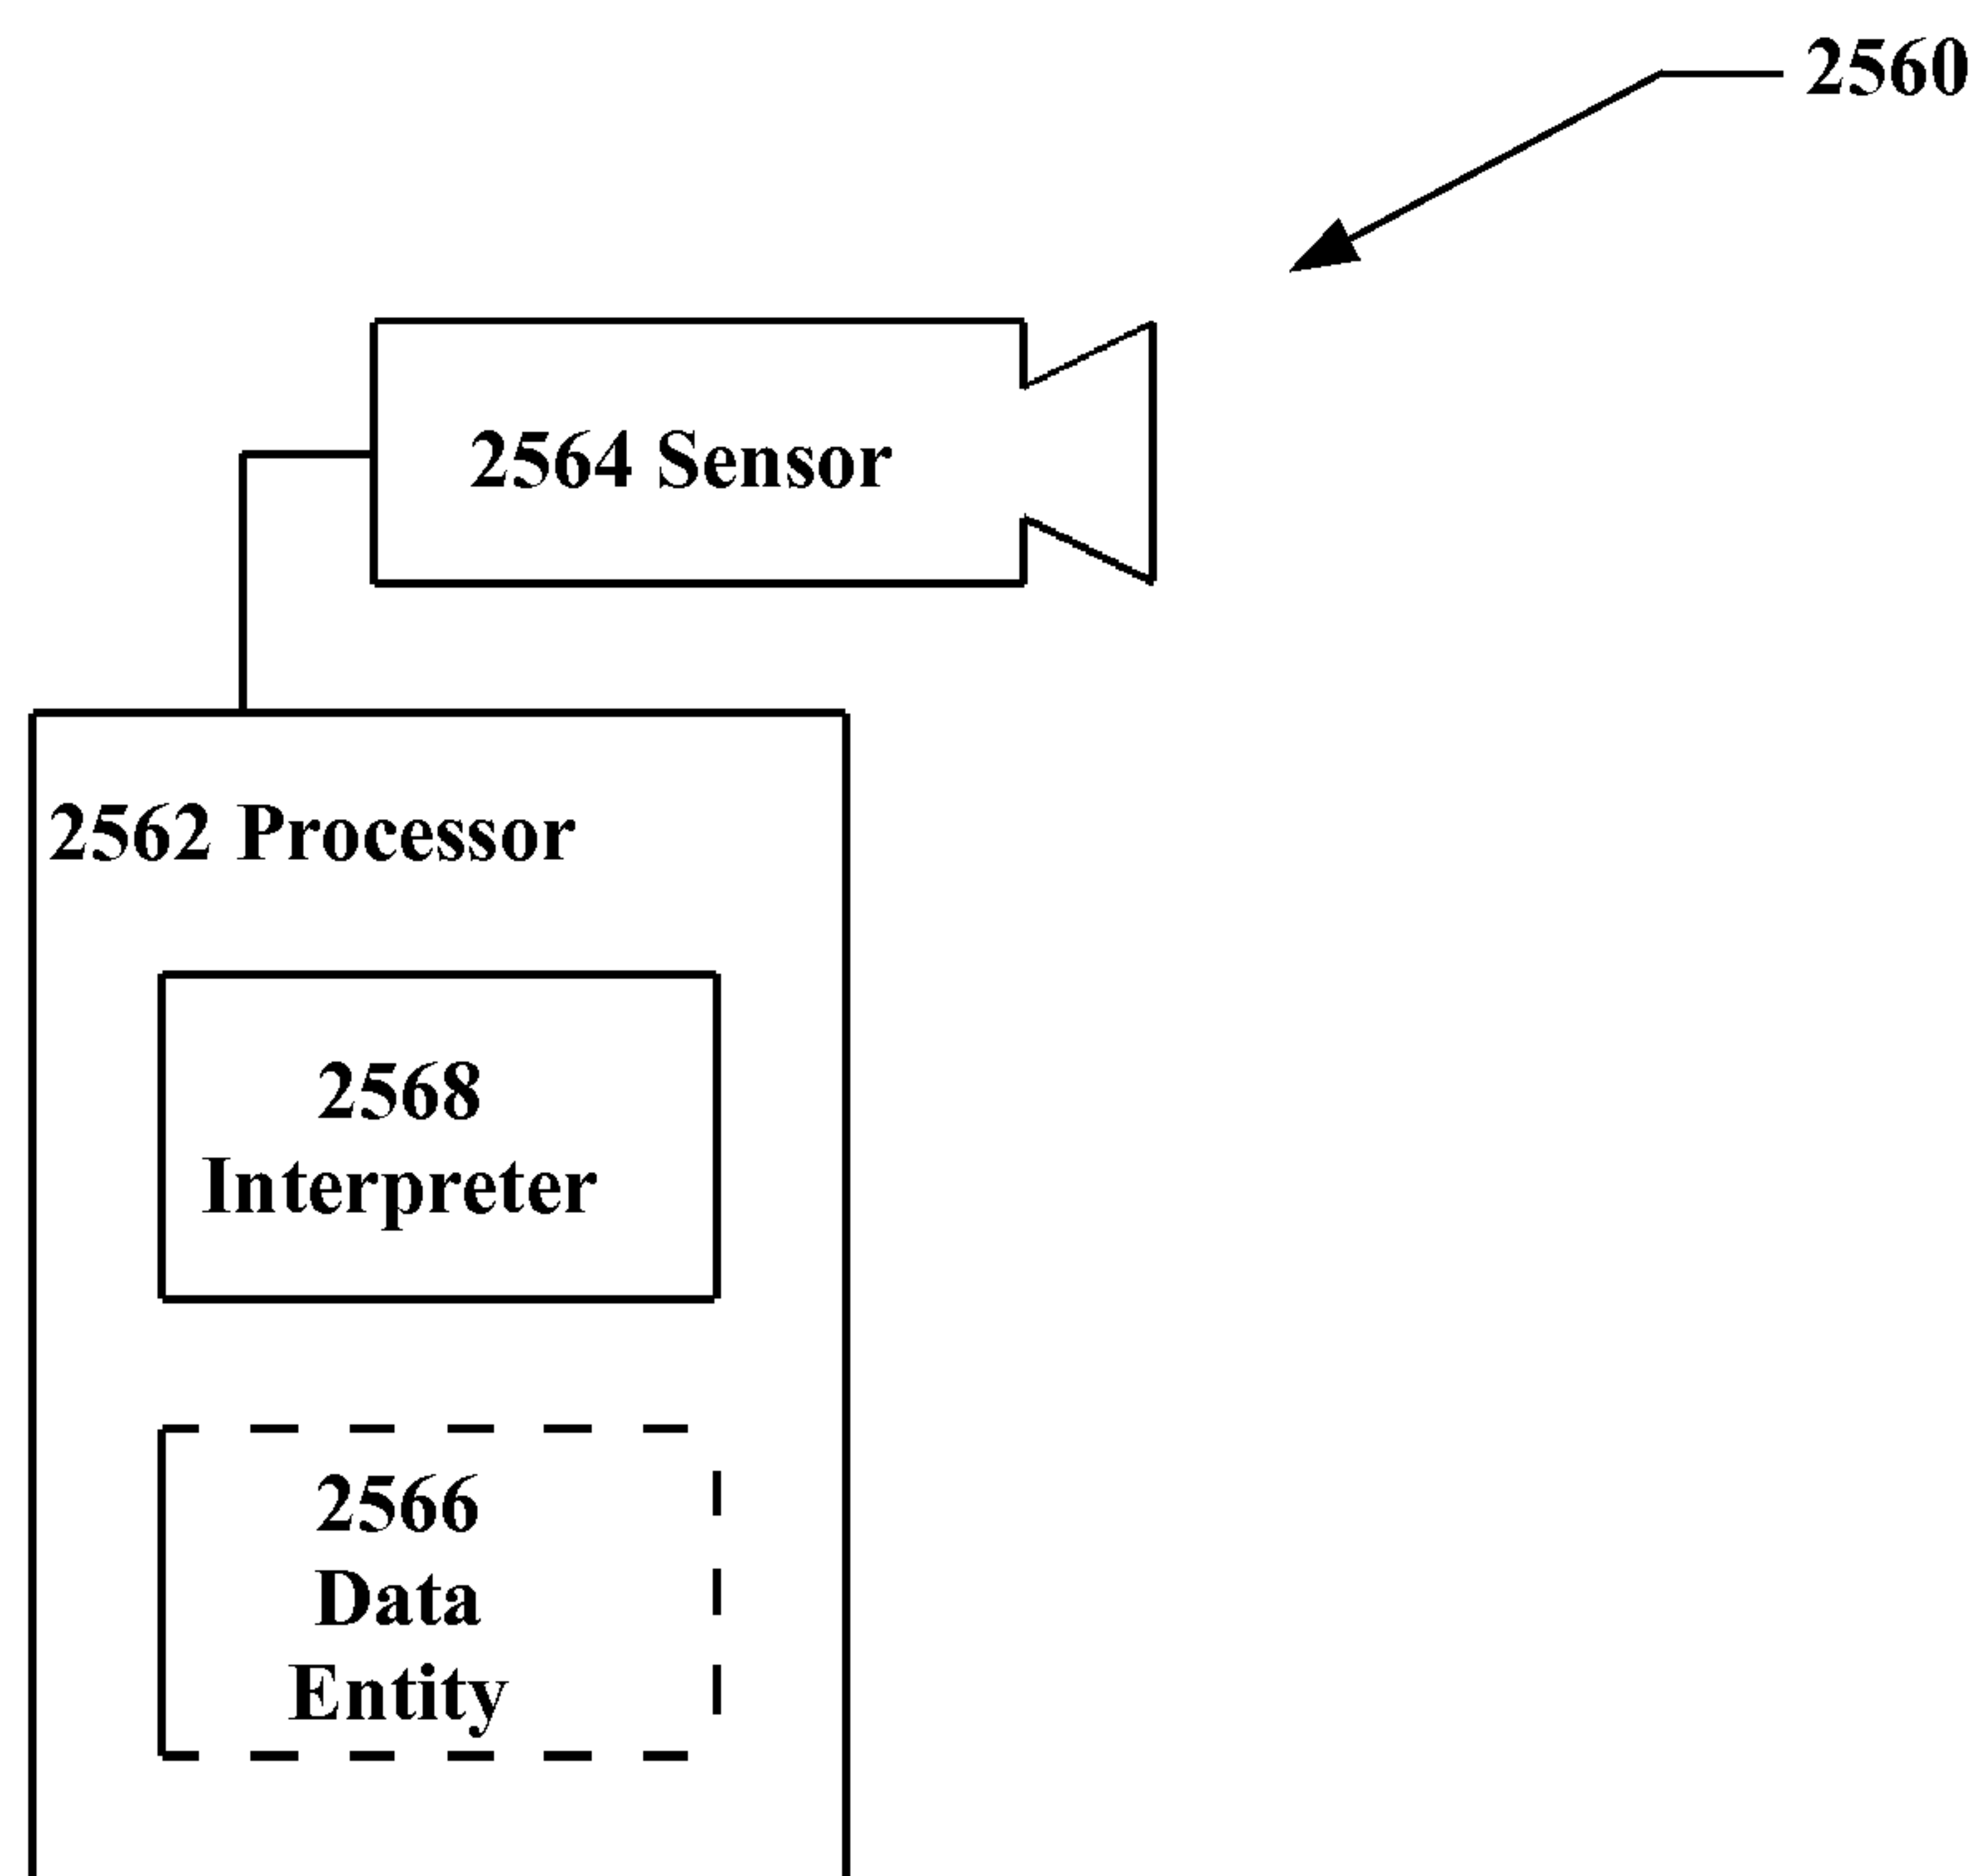 2560
2564 Sensor
2562 Processor
2568
Interpreter
2566
Data
Entity